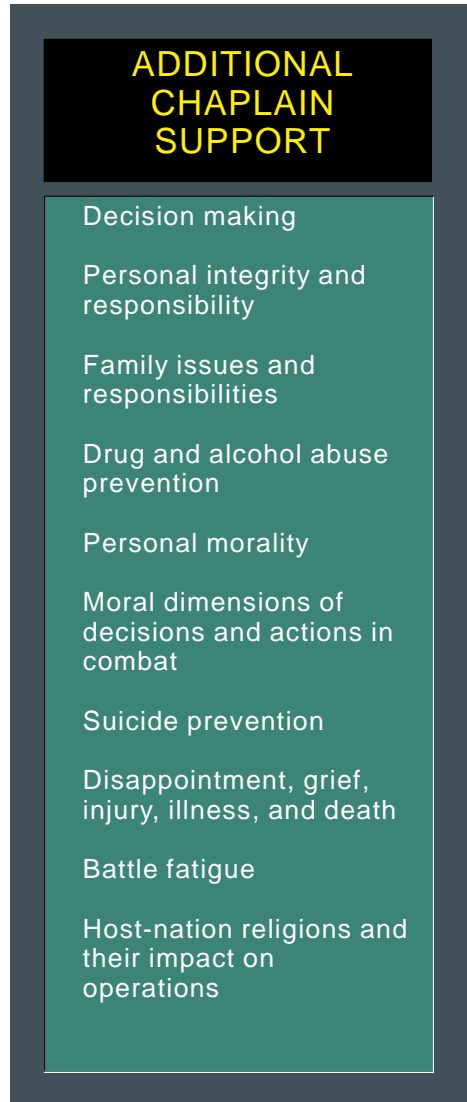 ADDITIONAL
CHAPLAIN
SUPPORT
Decision making
Personal integrity and
responsibility
Family issues and
responsibilities
Drug and alcohol abuse
prevention
Personal morality
Moral dimensions of
decisions and actions in
combat
Suicide prevention
Disappointment, grief,
injury, illness, and death
Battle fatigue
Host-nation religions and
their impact on
operations